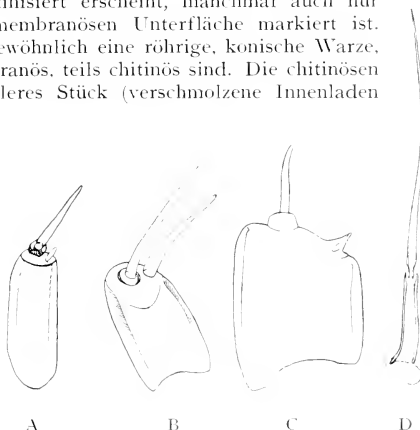 nisiert erscheint, manchmal auch nur
membranösen Unterfläche markiert ist.
ewöhnlich eine röhrige, konische Warze,
ranös, teils chitinös sind. Die chitinösen
leres Stück (verschmolzene Innenladen
A B C D